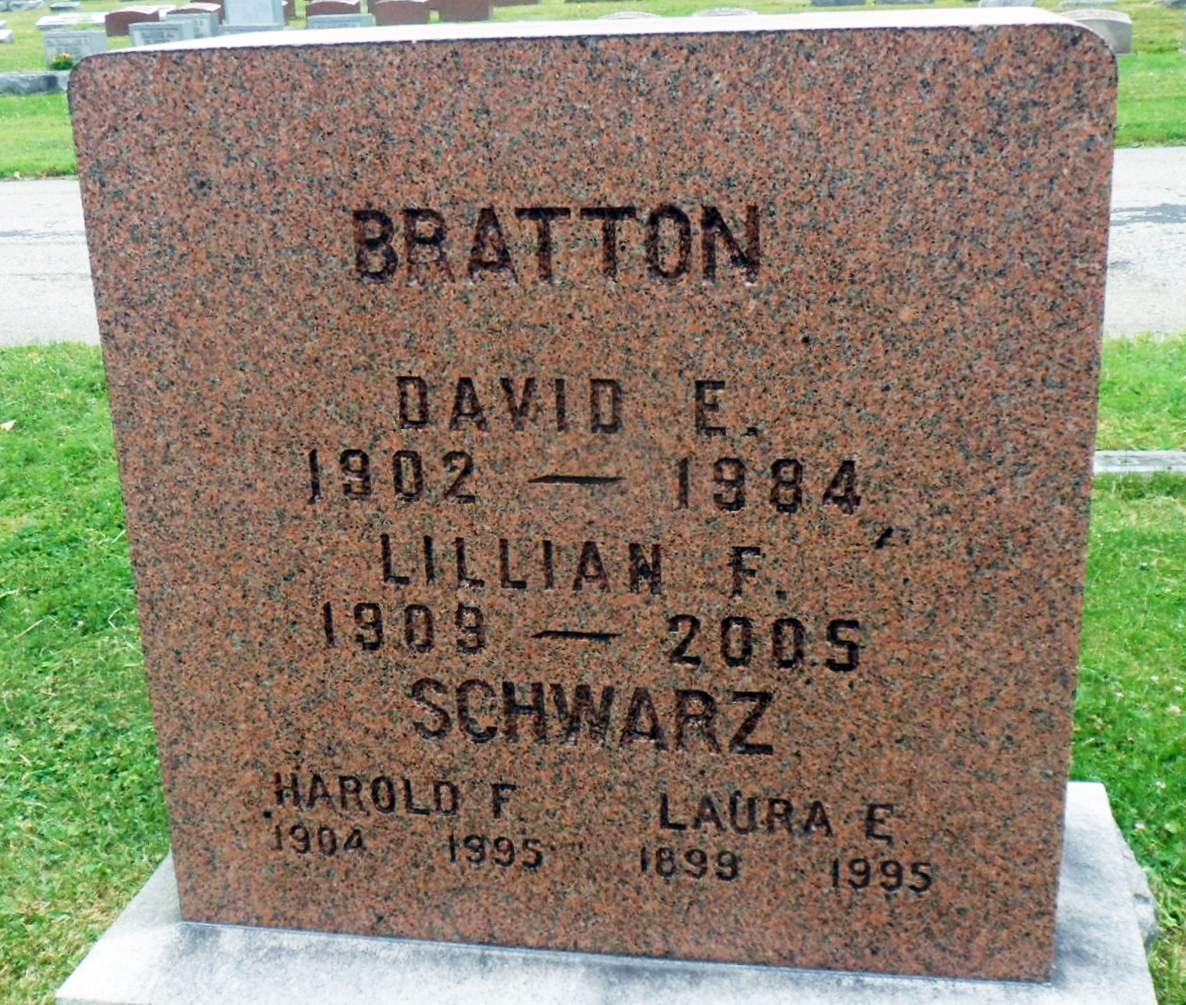 BRATTON
DAVID E.
1902 — 1984
LILLIAN F.
1909 — 2005
SCHWARZ
HAROLD F. LAURA E
1904 1995 1899 1995